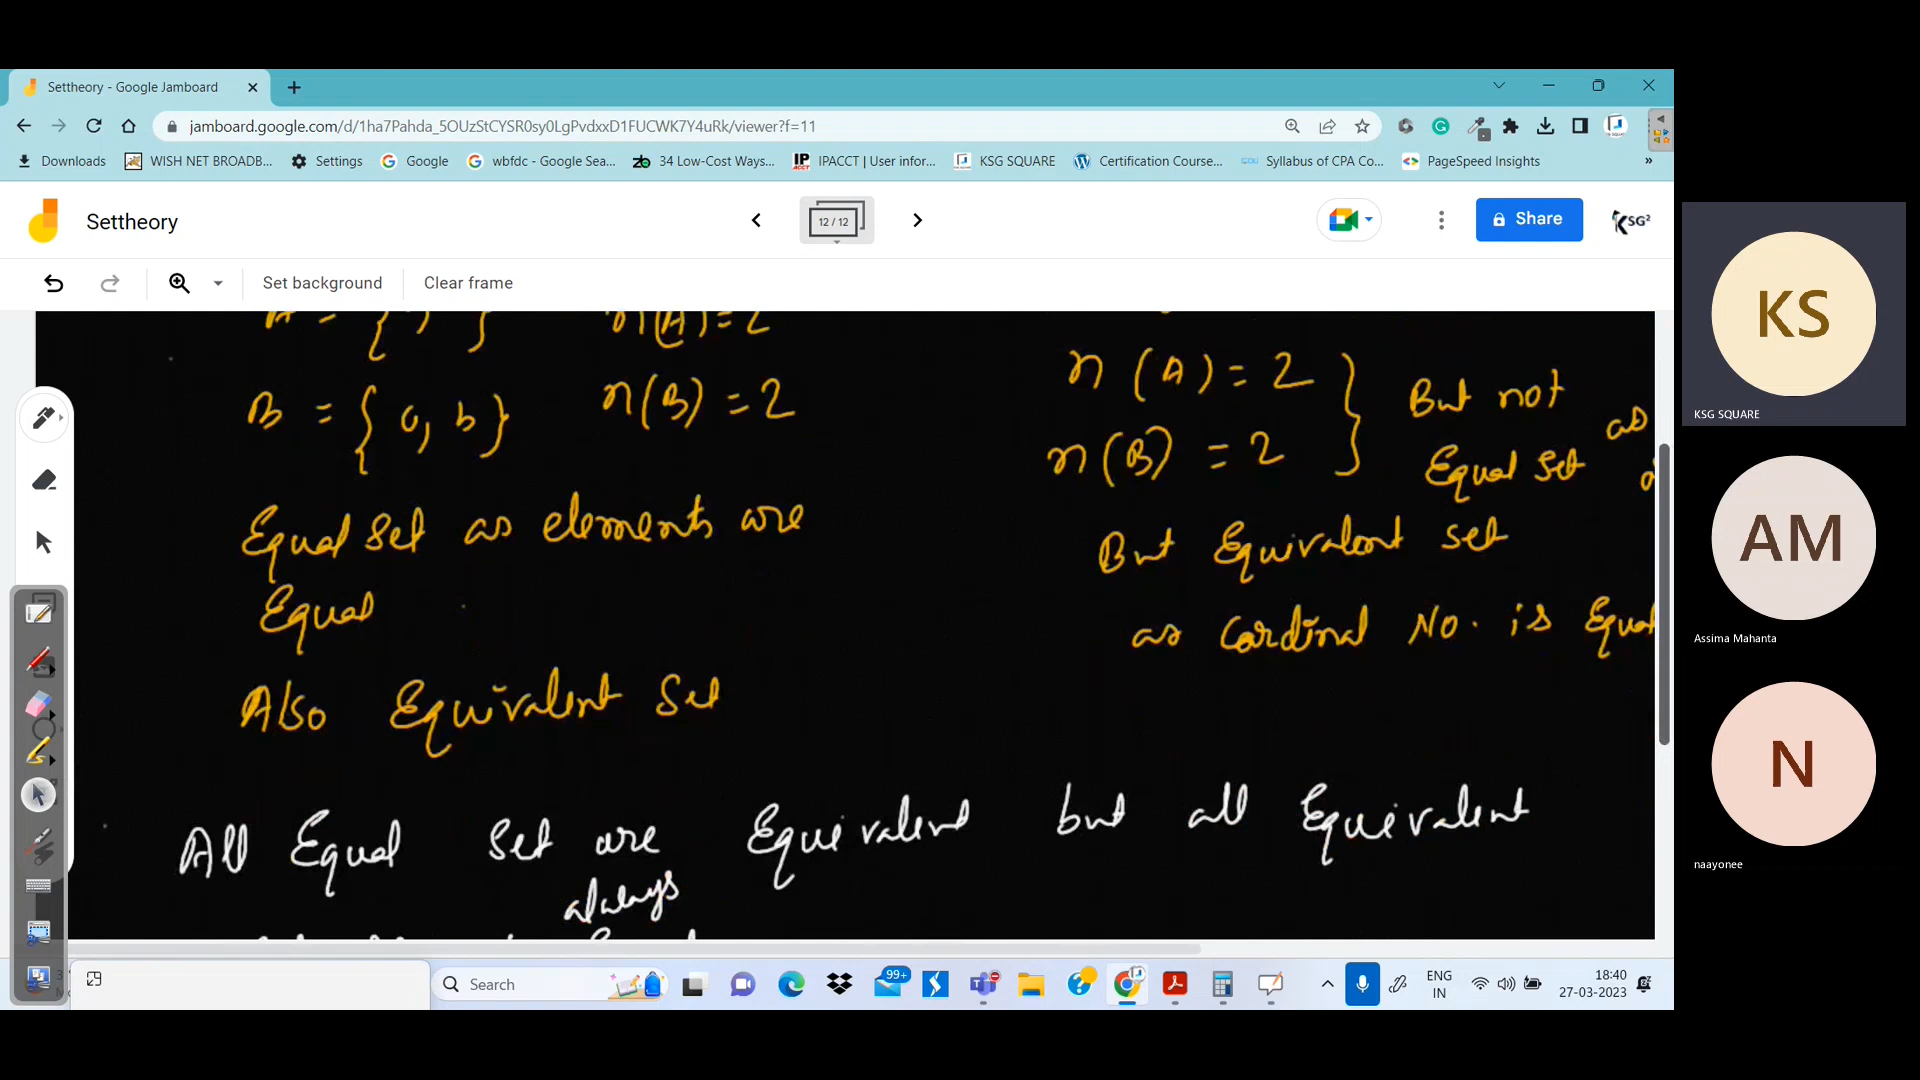 Settheory - Google Jamboard
jamboard.google.com/d/1ha7Pahda_5OUzStCYSR0sy0LgPvdxxD1FUCWK7Y4uRk/viewer?f=11
Downloads WISH NET BROADB... Settings Google wbfdc - Google Sea... 34 Low-Cost Ways... IPACCT | User infor... KSG SQUARE Certification Course... Syllabus of CPA Co... PageSpeed Insights »
Settheory
12 / 12
Share
KSG²
Set background
Clear frame
n(A)=2
B = {a, b} n(B) = 2
Equal Set as elements are
Equal
Also Equivalent Set
n (A) = 2
n (B) = 2
But not
Equal Set
as
But Equivalent set
as Cardinal No. is Equal
All Equal Set are Equivalent but all Equivalent
always
KS
KSG SQUARE
AM
Assima Mahanta
N
naayonee
Search
99+
ENG
IN
18:40
27-03-2023